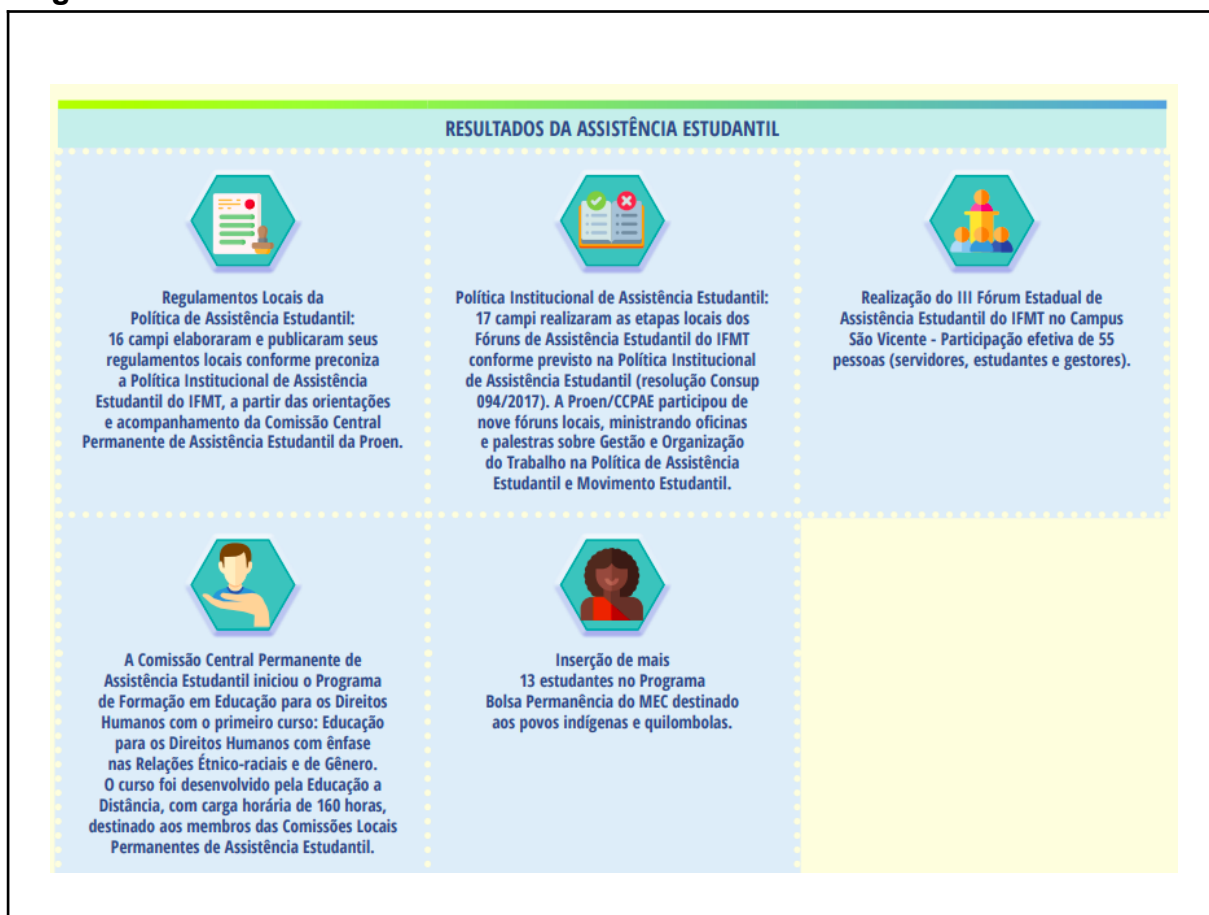 RESULTADOS DA ASSISTÊNCIA ESTUDANTIL
Regulamentos Locais da
Política de Assistência Estudantil:
16 campi elaboraram e publicaram seus
regulamentos locais conforme preconiza
a Política Institucional de Assistência
Estudantil do IFMT, a partir das orientações
e acompanhamento da Comissão Central
Permanente de Assistência Estudantil da Proen.
Política Institucional de Assistência Estudantil:
17 campi realizaram as etapas locais dos
Fóruns de Assistência Estudantil do IFMT
conforme previsto na Política Institucional
de Assistência Estudantil (resolução Consup
094/2017). A Proen/CCPAE participou de
nove fóruns locais, ministrando oficinas
e palestras sobre Gestão e Organização
do Trabalho na Política de Assistência
Estudantil e Movimento Estudantil.
Realização do III Fórum Estadual de
Assistência Estudantil do IFMT no Campus
São Vicente - Participação efetiva de 55
pessoas (servidores, estudantes e gestores).
A Comissão Central Permanente de
Assistência Estudantil iniciou o Programa
de Formação em Educação para os Direitos
Humanos com o primeiro curso: Educação
para os Direitos Humanos com ênfase
nas Relações Étnico-raciais e de Gênero.
O curso foi desenvolvido pela Educação a
Distância, com carga horária de 160 horas,
destinado aos membros das Comissões Locais
Permanentes de Assistência Estudantil.
Inserção de mais
13 estudantes no Programa
Bolsa Permanência do MEC destinado
aos povos indígenas e quilombolas.